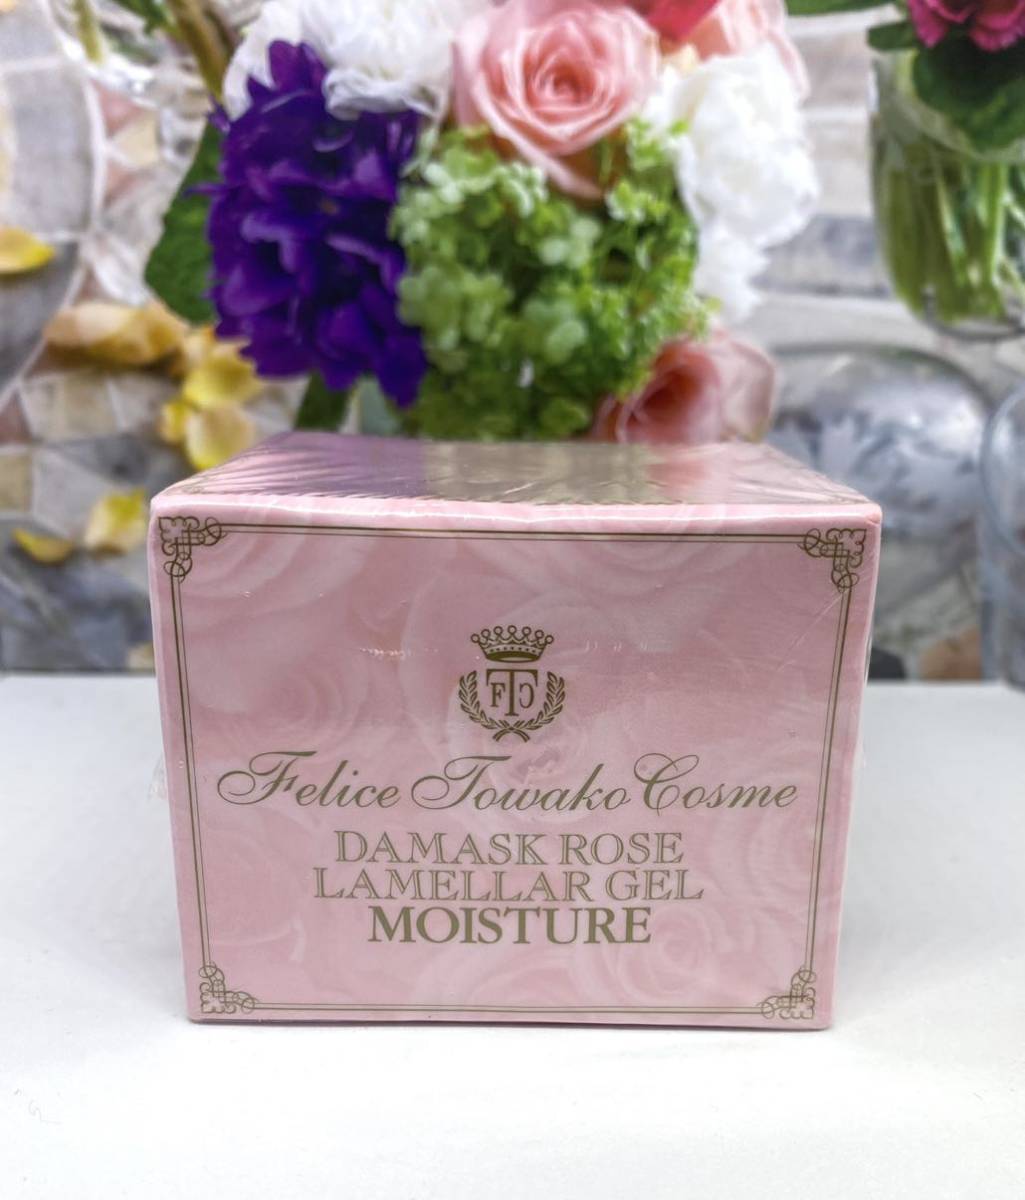 FTC
Felice Towako Cosme
DAMASK ROSE
LAMELLAR GEL
MOISTURE